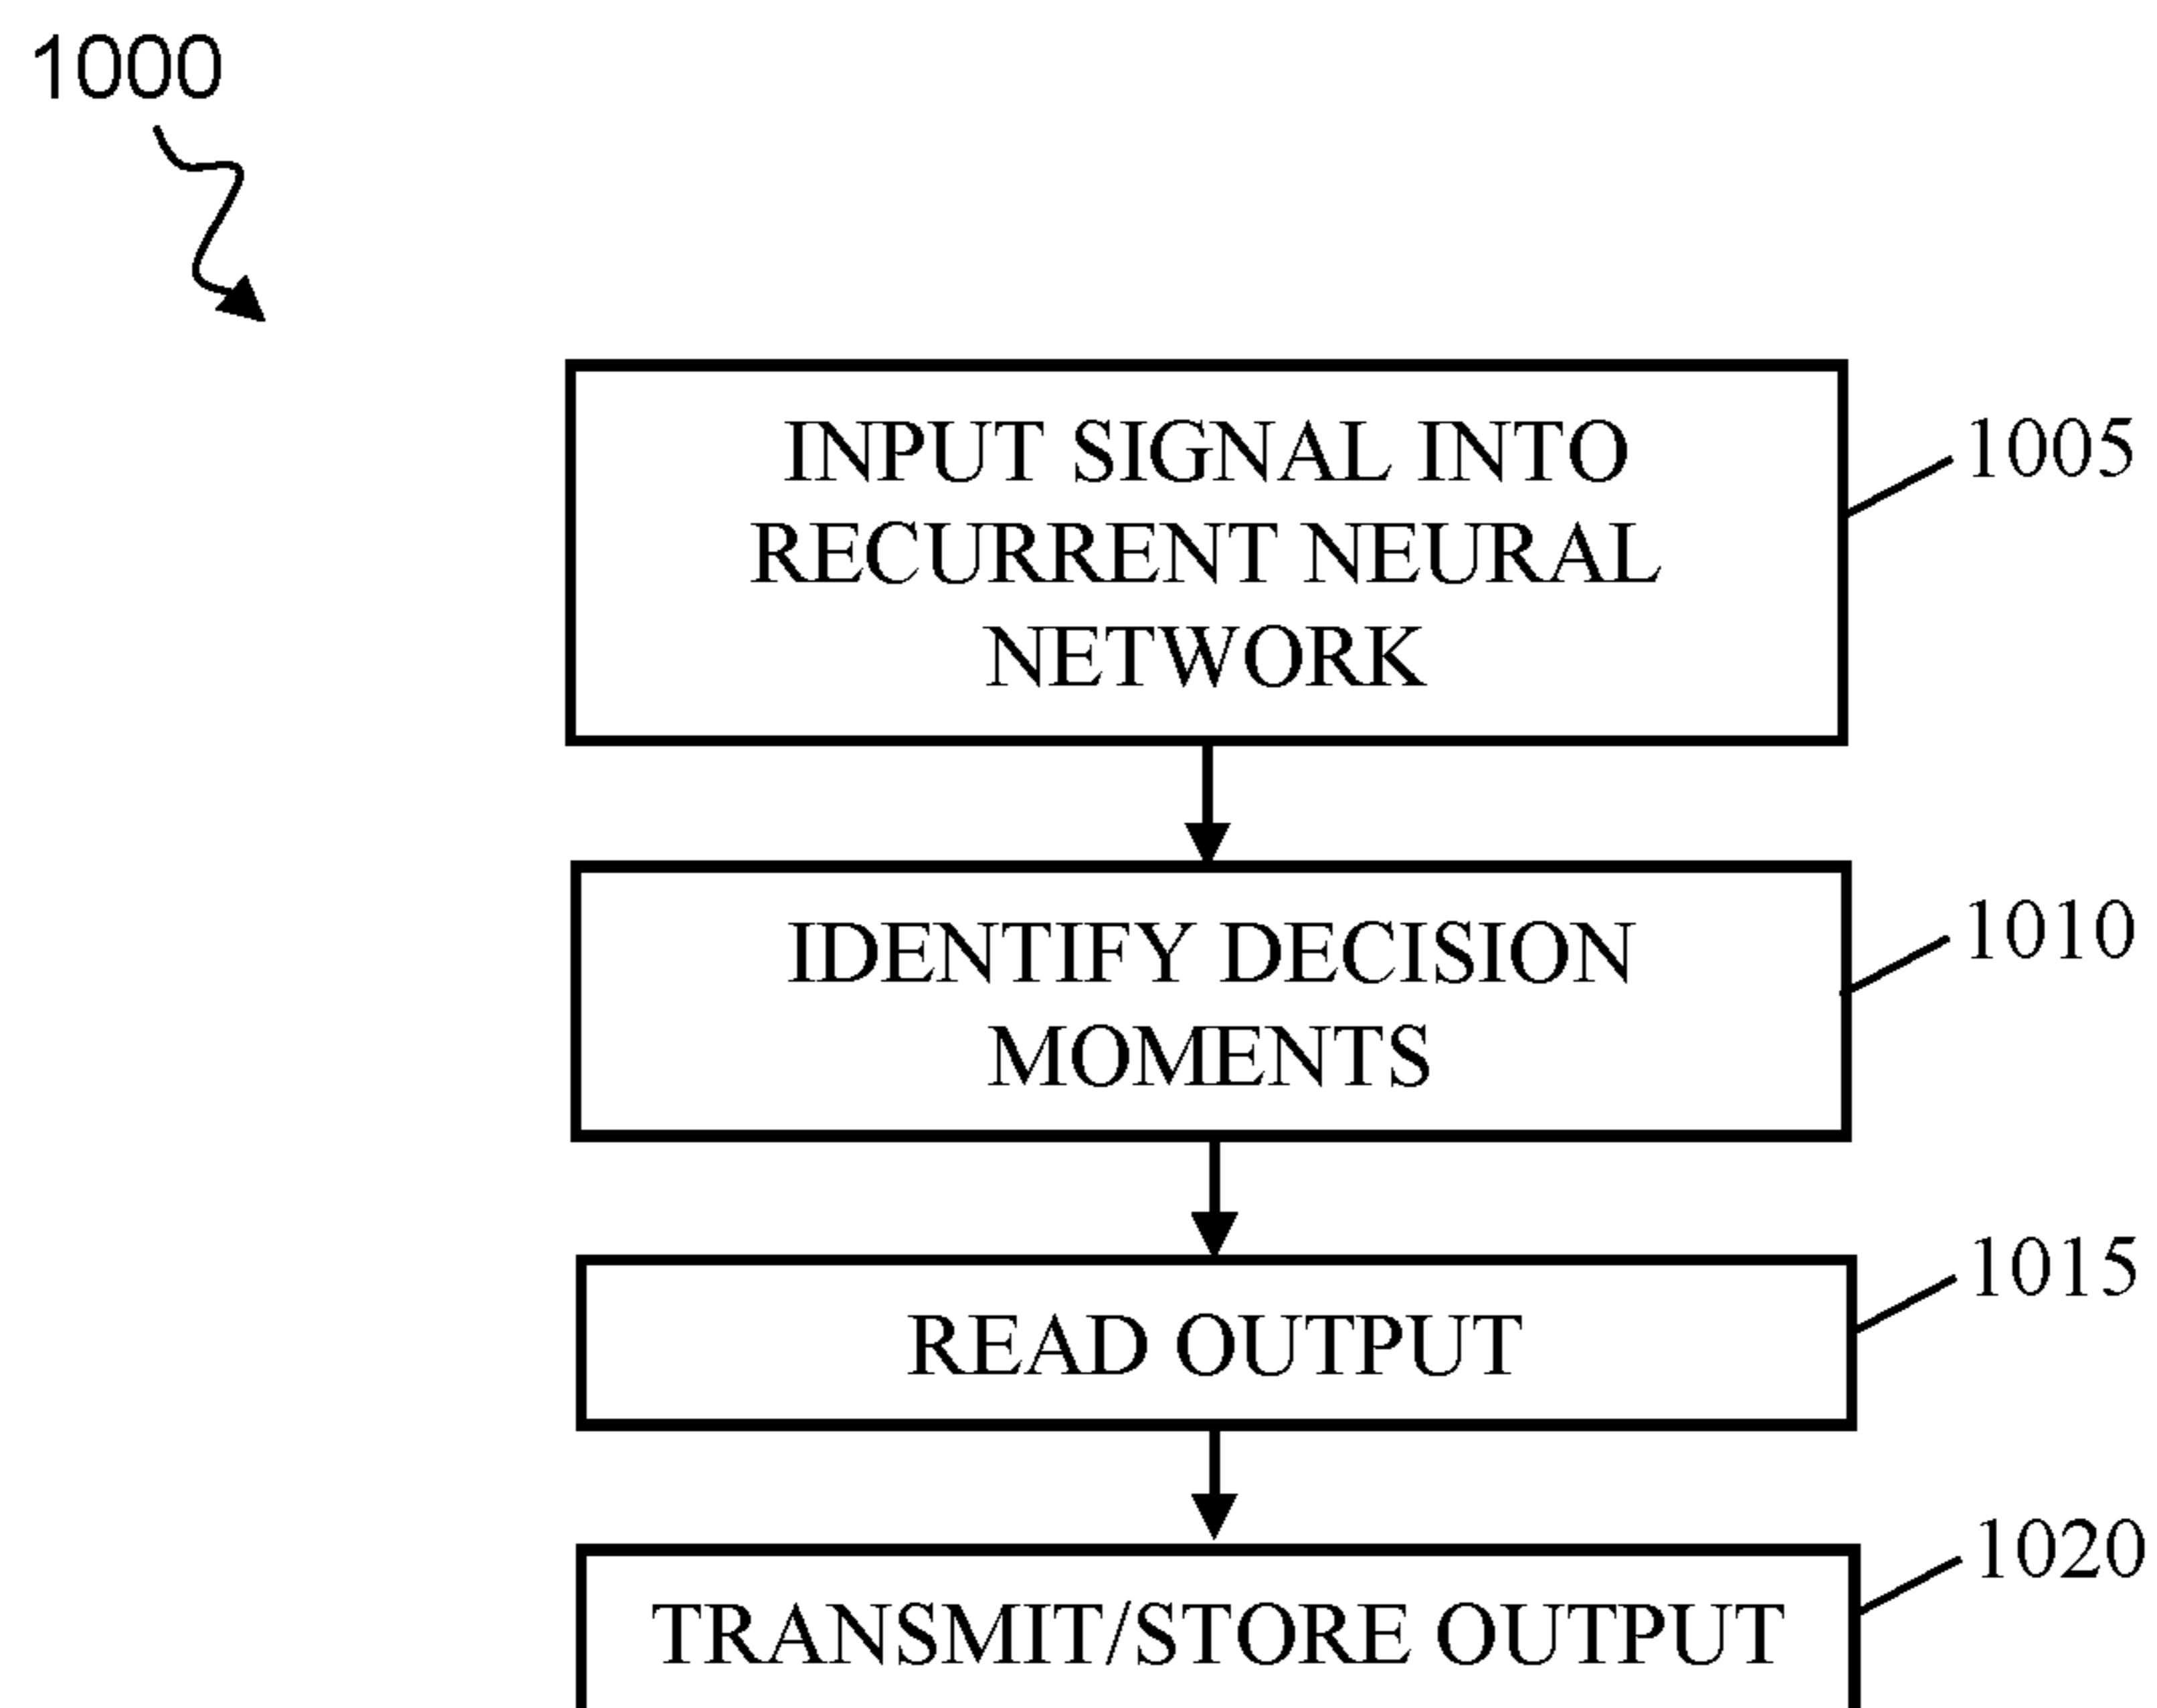 1000
INPUT SIGNAL INTO
RECURRENT NEURAL
NETWORK
1005
IDENTIFY DECISION
MOMENTS
1010
READ OUTPUT
1015
TRANSMIT/STORE OUTPUT
1020